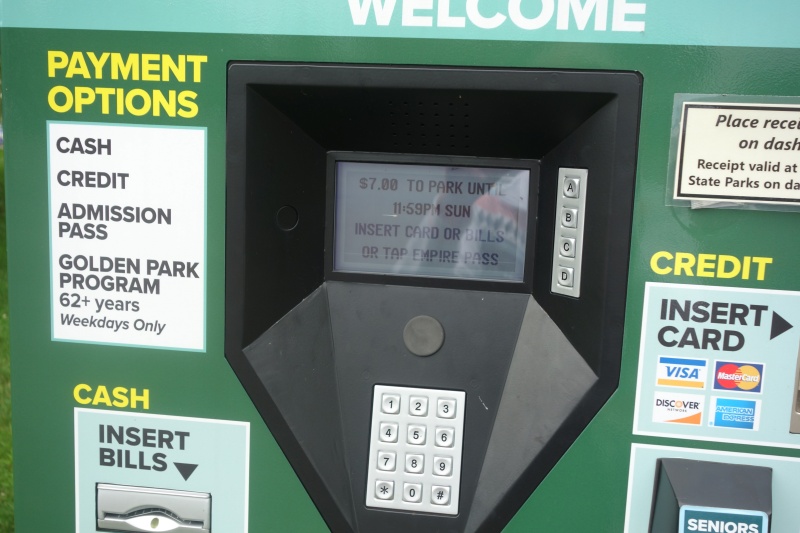 WELCOME
PAYMENT
OPTIONS
CASH
CREDIT
ADMISSION
PASS
GOLDEN PARK
PROGRAM
62+ years
Weekdays Only
CASH
INSERT
BILLS
$7.00 TO PARK UNTIL
11:59PM SUN
INSERT CARD OR BILLS
OR TAP EMPIRE PASS
A
B
C
D
1 2 3
4 5 6
7 8 9
* 0 #
Place
on dash
Receipt valid at
State Parks on
CREDIT
INSERT
CARD
VISA
MasterCard
DISCOVER
NETWORK
AMERICAN
EXPRESS
SENIORS